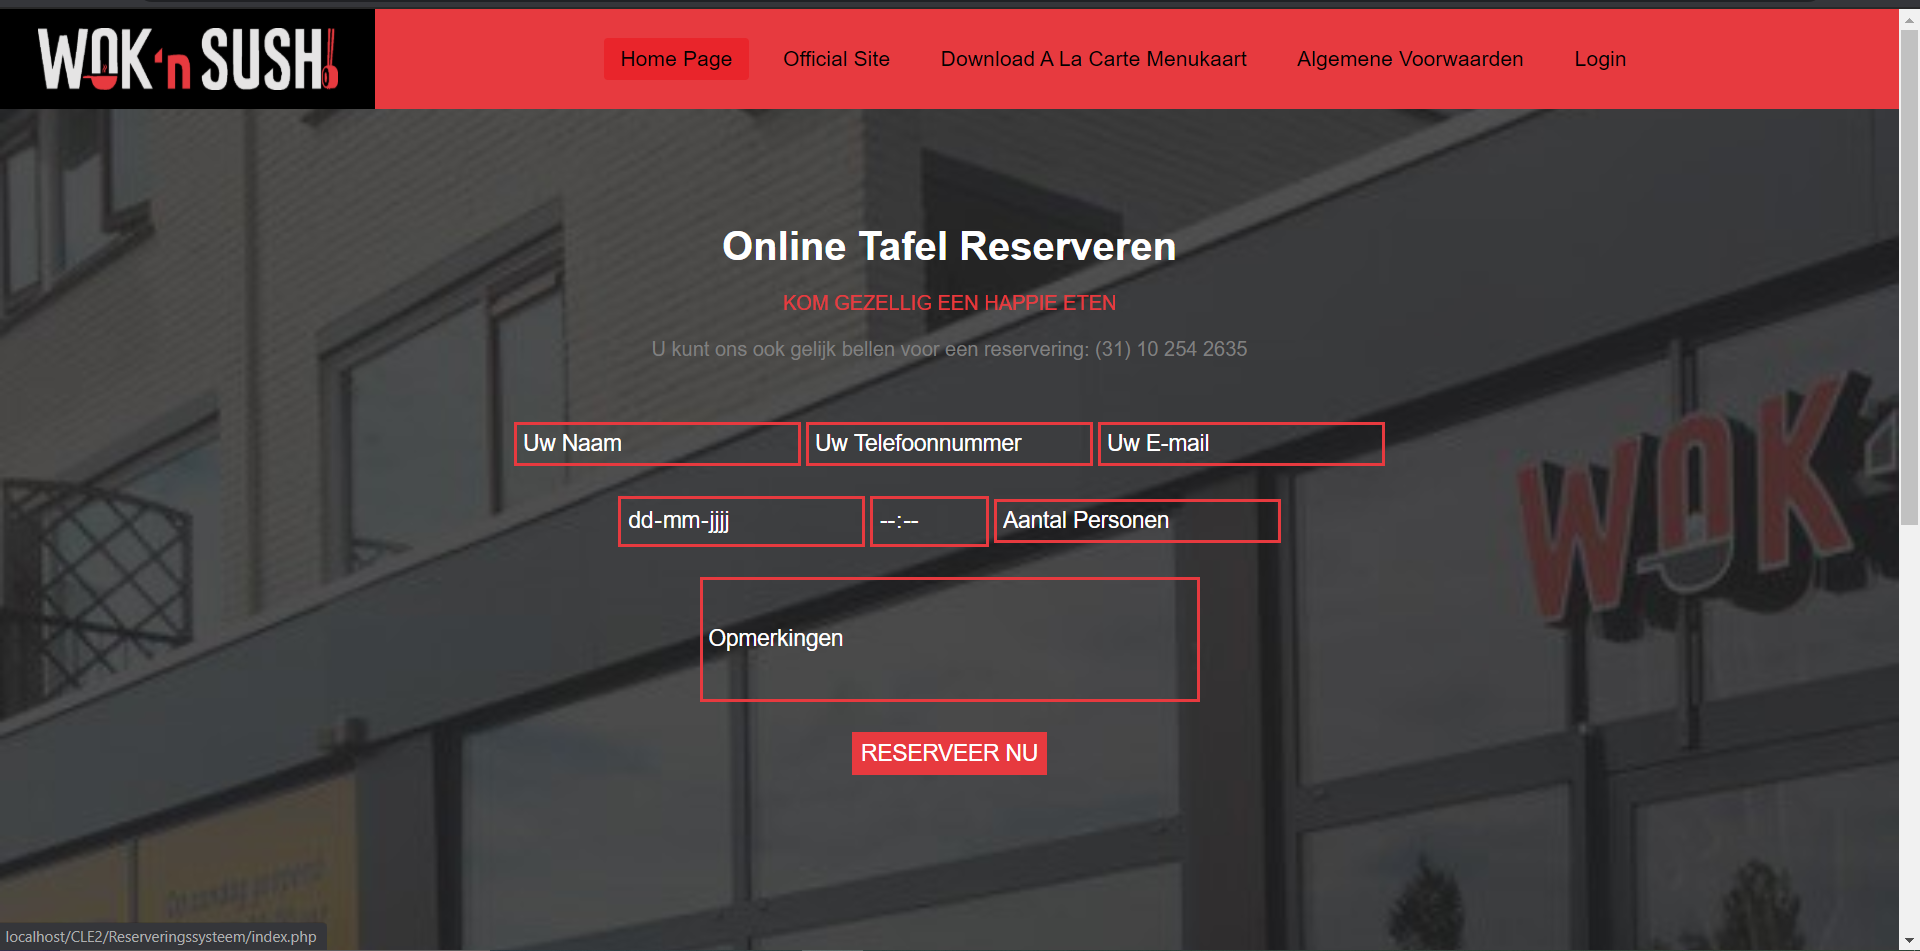 WOK 'n SUSHI
Home Page
Official Site
Download A La Carte Menukaart
Algemene Voorwaarden
Login
Online Tafel Reserveren
KOM GEZELLIG EEN HAPPIE ETEN
U kunt ons ook gelijk bellen voor een reservering: (31) 10 254 2635
Uw Naam
Uw Telefoonnummer
Uw E-mail
dd-mm-jjjj
--:--
Aantal Personen
Opmerkingen
RESERVEER NU
WOK
localhost/CLE2/Reserveringssysteem/index.php